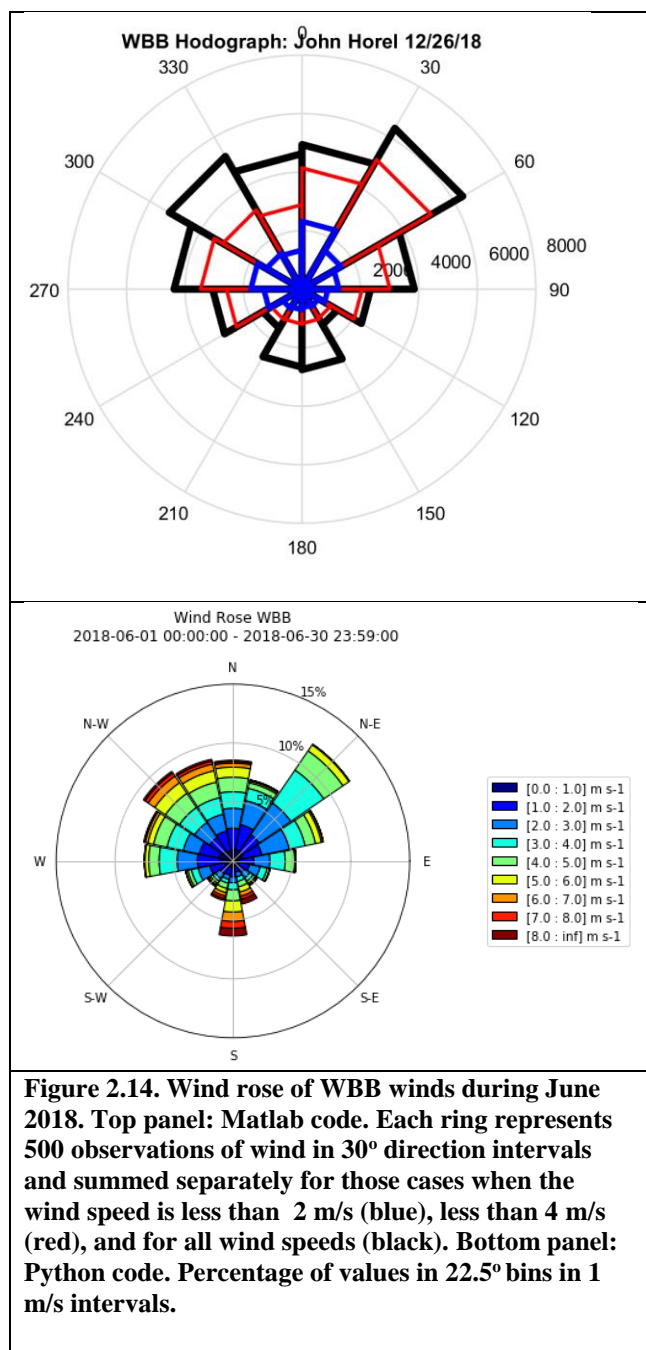 WBB Hodograph: John Horel 12/26/18
0
330
30
300
60
2000
4000
6000
8000
270
90
240
120
210
150
180
Wind Rose WBB
2018-06-01 00:00:00 - 2018-06-30 23:59:00
N
15%
N-W
N-E
10%
5%
W
E
S-W
S-E
S
[0.0 : 1.0) m s-1
[1.0 : 2.0) m s-1
[2.0 : 3.0) m s-1
[3.0 : 4.0) m s-1
[4.0 : 5.0) m s-1
[5.0 : 6.0) m s-1
[6.0 : 7.0) m s-1
[7.0 : 8.0) m s-1
[8.0 : inf) m s-1
Figure 2.14. Wind rose of WBB winds during June
2018. Top panel: Matlab code. Each ring represents
500 observations of wind in 30° direction intervals
and summed separately for those cases when the
wind speed is less than 2 m/s (blue), less than 4 m/s
(red), and for all wind speeds (black). Bottom panel:
Python code. Percentage of values in 22.5° bins in 1
m/s intervals.